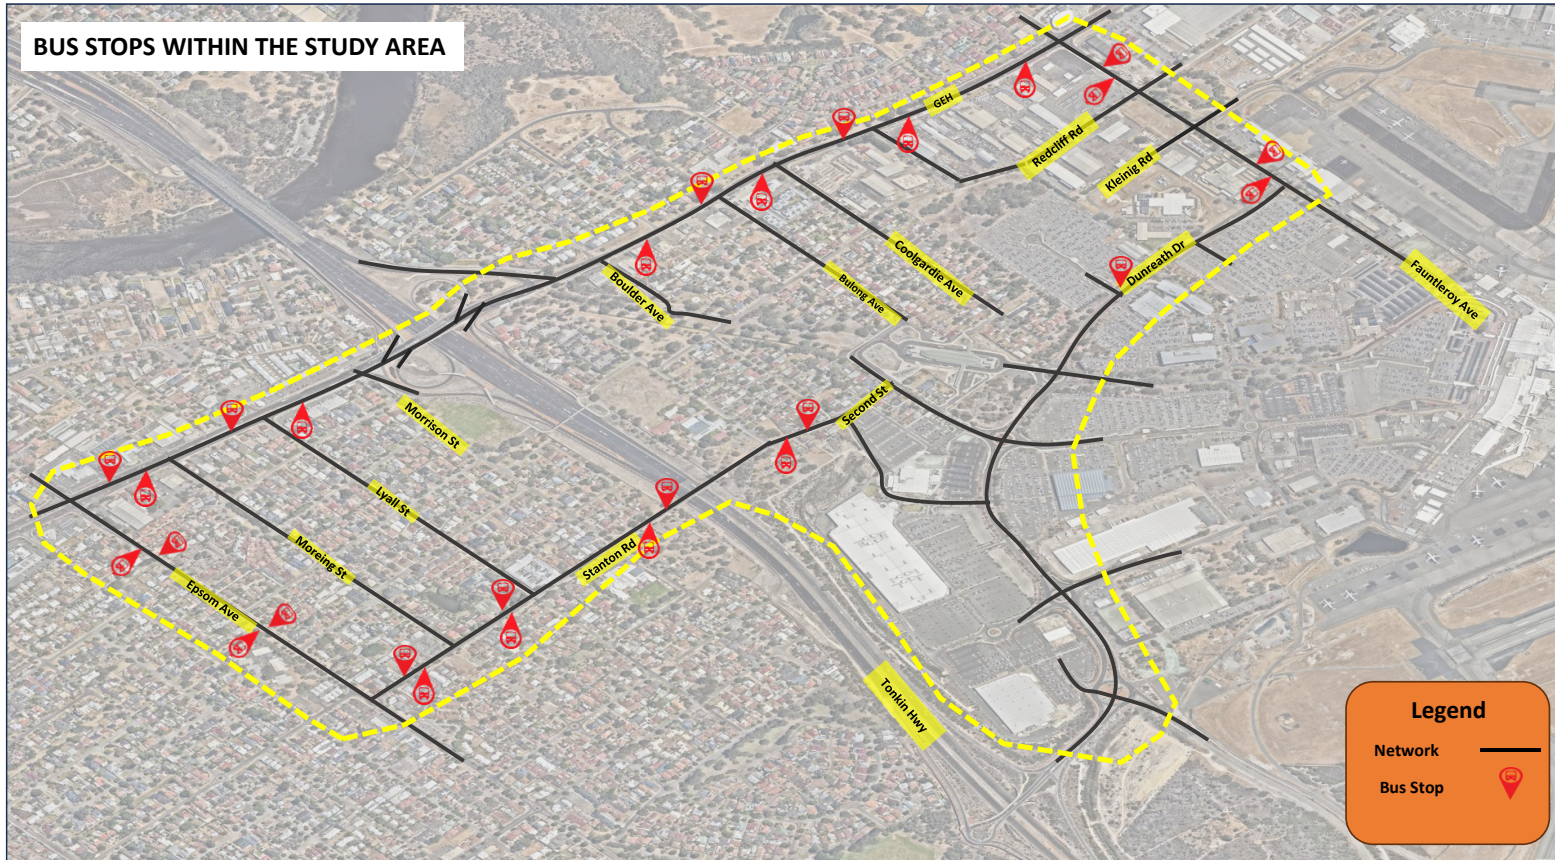 BUS STOPS WITHIN THE STUDY AREA
GEH
Redcliff Rd
Kleinig Rd
Coolgardie Ave
Bulong Ave
Boulder Ave
Dunreath Dr
Fauntleroy Ave
Morrison St
Second St
Lyall St
Moreing St
Stanton Rd
Epsom Ave
Tonkin Hwy
Legend
Network
Bus Stop